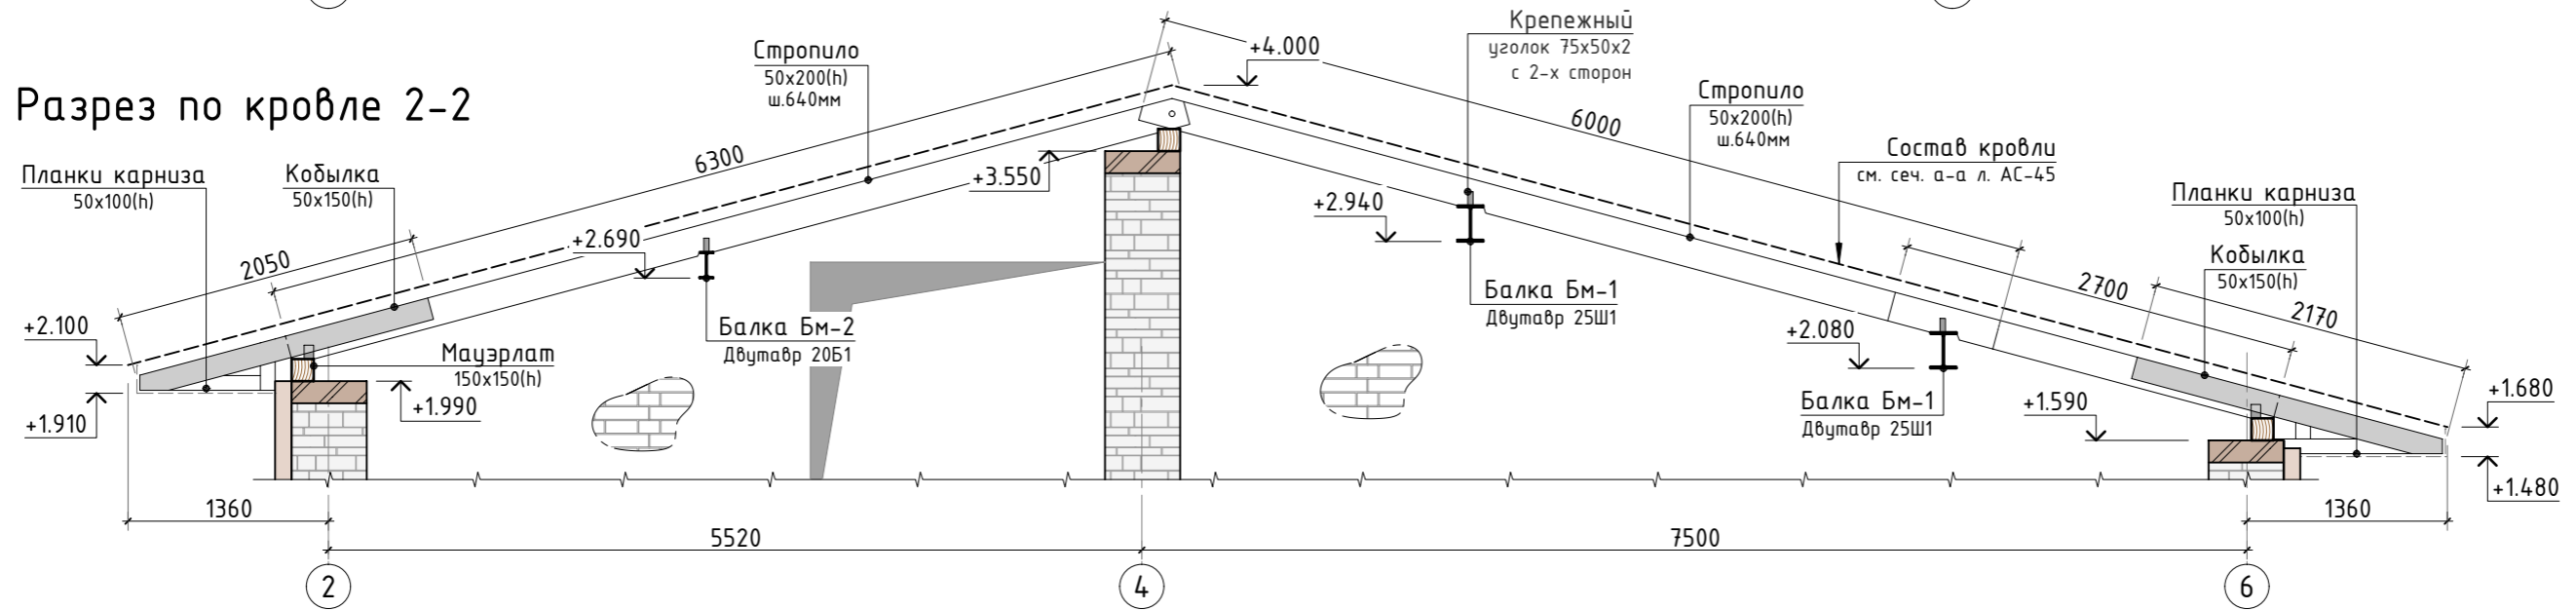 Разрез по кровле 2-2
Планки карниза
50х100(h)
Кобылка
50х150(h)
Стропило
50х200(h)
ш.640мм
6300
2050
+2.100
+1.910
Мауэрлат
150х150(h)
+1.990
+2.690
Балка Бм-2
Двутавр 20Б1
+3.550
+4.000
Крепежный
уголок 75х50х2
с 2-х сторон
6000
Стропило
50х200(h)
ш.640мм
Состав кровли
см. сеч. а-а л. АС-45
+2.940
Балка Бм-1
Двутавр 25Ш1
+2.080
Балка Бм-1
Двутавр 25Ш1
2700
2170
Планки карниза
50х100(h)
Кобылка
50х150(h)
+1.590
+1.680
+1.480
1360
5520
7500
1360
2
4
6